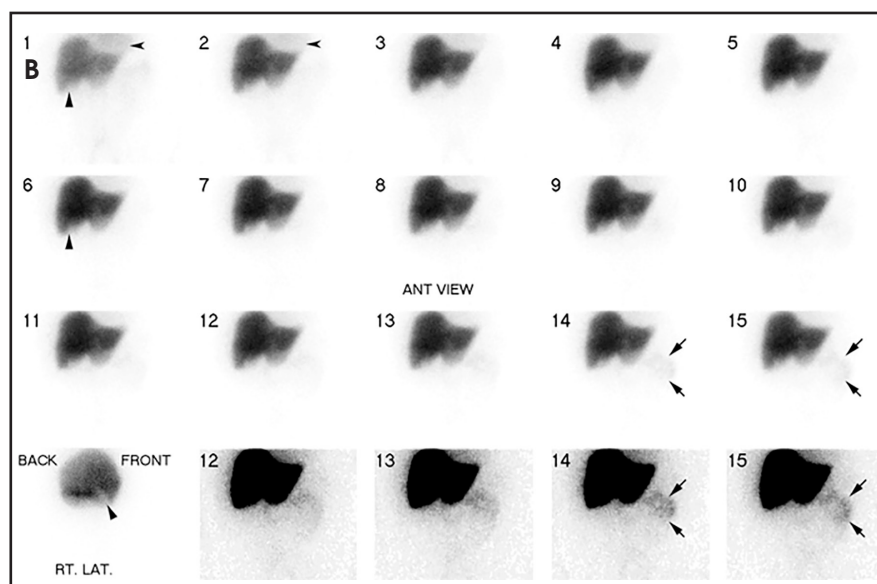 1 2 3 4 5
B
6 7 8 9 10
ANT VIEW
11 12 13 14 15
BACK FRONT 12 13 14 15
RT. LAT.